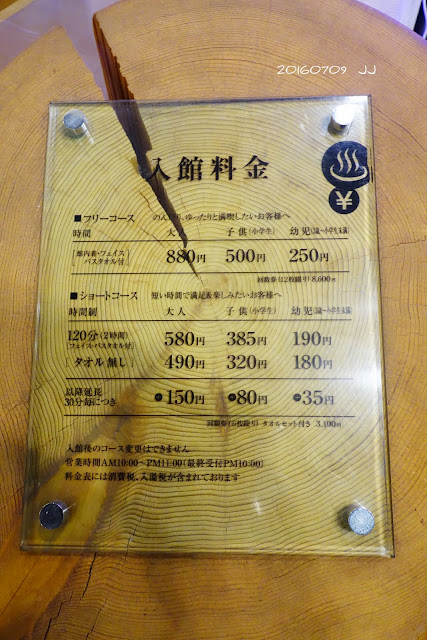 20160709 JJ
入館料金
¥
■フリーコース のんびり、ゆったりと満喫したいお客様へ
時間 大人 子供(小学生) 幼児(1歳〜小学生未満)
[館内着・フェイス・バスタオル付] 880円 500円 250円
回数券(12枚綴り)8,600円
■ショートコース 短い時間で満足&楽しみたいお客様へ
時間制 大人 子供(小学生) 幼児(1歳〜小学生未満)
120分(2時間) 580円 385円 190円
[フェイス・バスタオル付]
[タオル無し] 490円 320円 180円
以降延長 +150円 +80円 +35円
30分毎につき
タオルセット付き 3,100円
入館後のコース変更はできません
営業時間AM10:00〜PM11:00(最終受付PM10:00)
料金表には消費税、入湯税が含まれております